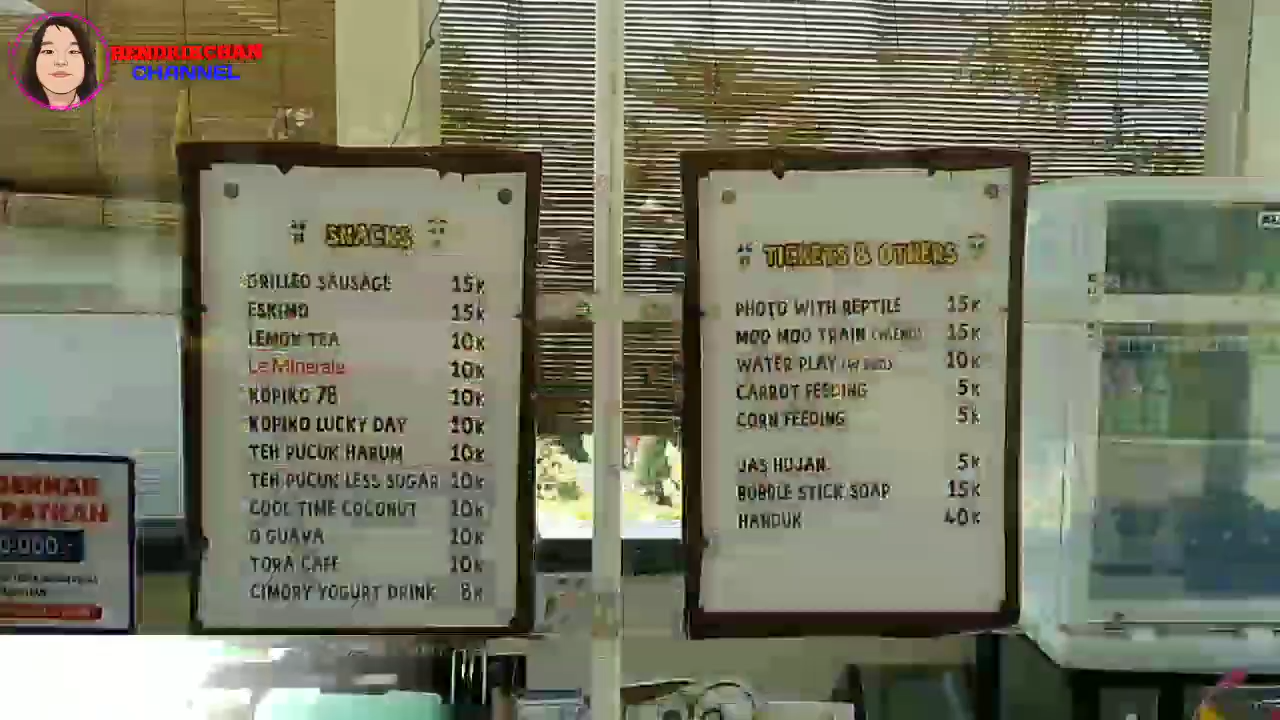 HENDRIKCHAN
CHANNEL
SNACKS
GRILLED SAUSAGE 15K
ESKIMO 15K
LEMON TEA 10K
Le Minerale 10K
KOPIKO 78 10K
KOPIKO LUCKY DAY 10K
TEH PUCUK HARUM 10K
TEH PUCUK LESS SUGAR 10K
COOL TIME COCONUT 10K
O GUAVA 10K
TORA CAFE 10K
CIMORY YOGURT DRINK 8K
TICKETS & OTHERS
PHOTO WITH REPTILE 15K
MOO MOO TRAIN 15K
WATER PLAY 10K
CARROT FEEDING 5K
CORN FEEDING 5K
JAS HUJAN 5K
BUBBLE STICK SOAP 15K
HANDUK 40K